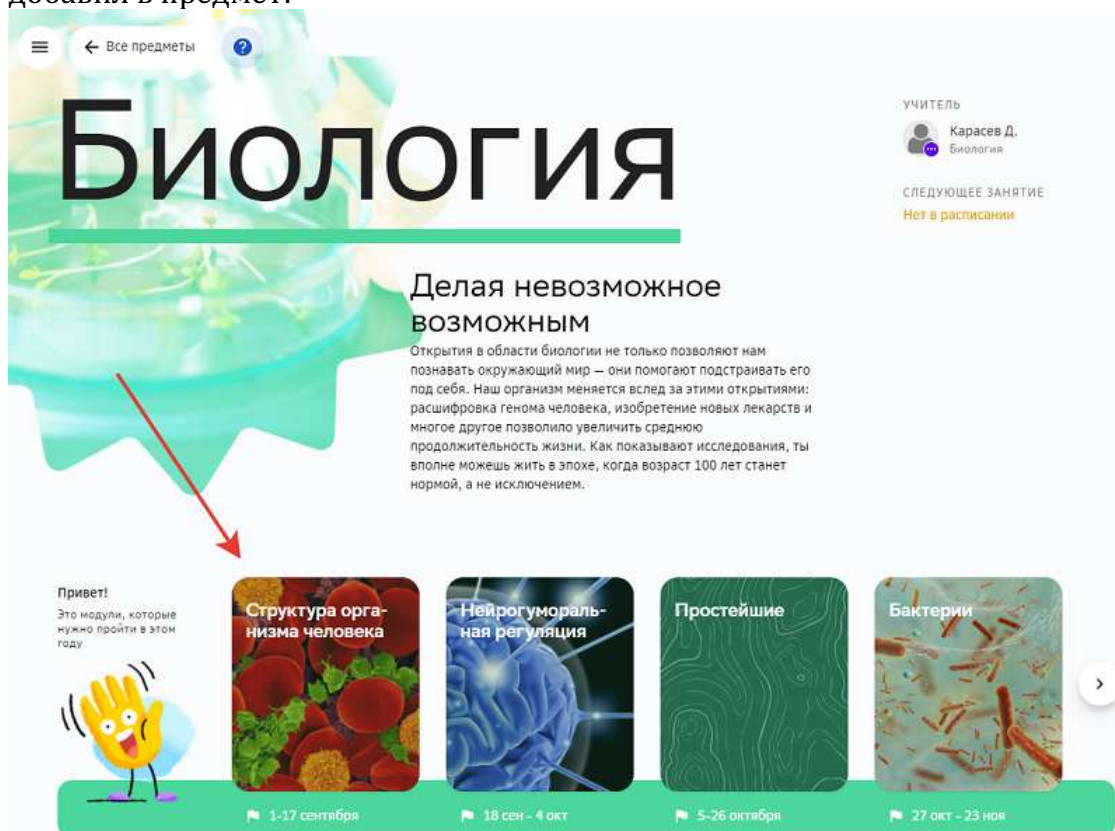 добавил в предмет.
Все предметы
?
Биология
УЧИТЕЛЬ
Карасев Д.
Биология
СЛЕДУЮЩЕЕ ЗАНЯТИЕ
Нет в расписании
Делая невозможное
возможным
Открытия в области биологии не только позволяют нам
познавать окружающий мир — они помогают подстраивать его
под себя. Наш организм меняется вслед за этими открытиями:
расшифровка генома человека, изобретение новых лекарств и
многое другое позволило увеличить среднюю
продолжительность жизни. Как показывают исследования, ты
вполне можешь жить в эпохе, когда возраст 100 лет станет
нормой, а не исключением.
Привет!
Это модули, которые
нужно пройти в этом
году
Структура орга-
низма человека
1-17 сентября
Нейрогумораль-
ная регуляция
18 сен - 4 окт
Простейшие
5-26 октября
Бактерии
27 окт - 23 ноя